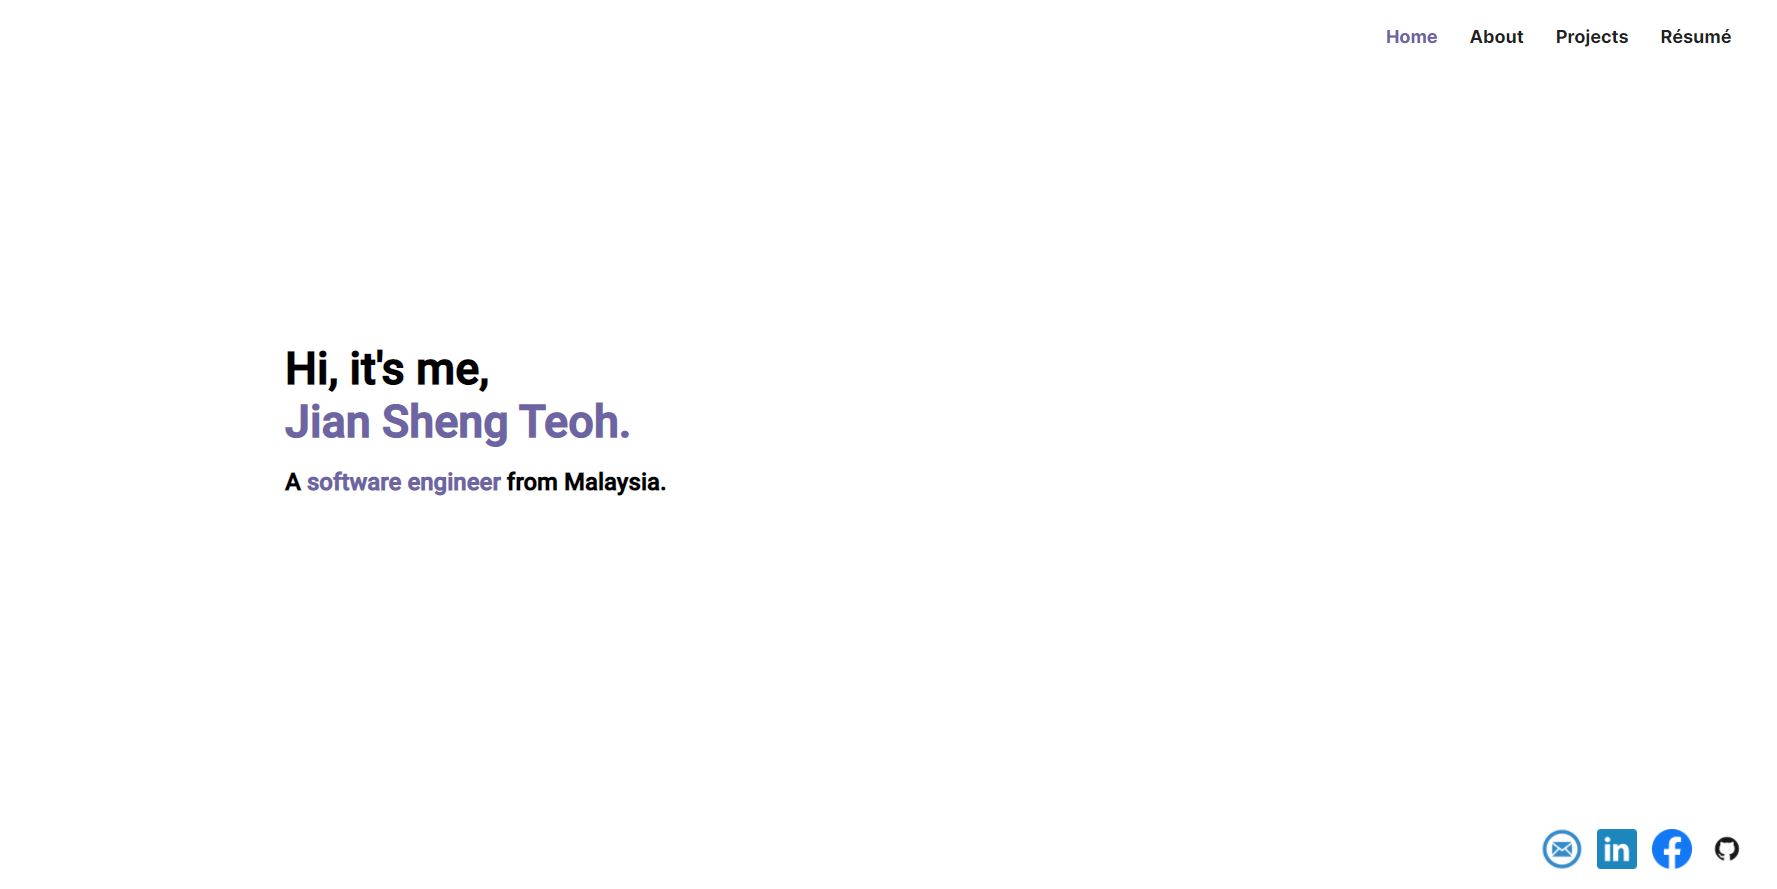 Home About Projects Résumé
Hi, it's me,
Jian Sheng Teoh.
A software engineer from Malaysia.
in